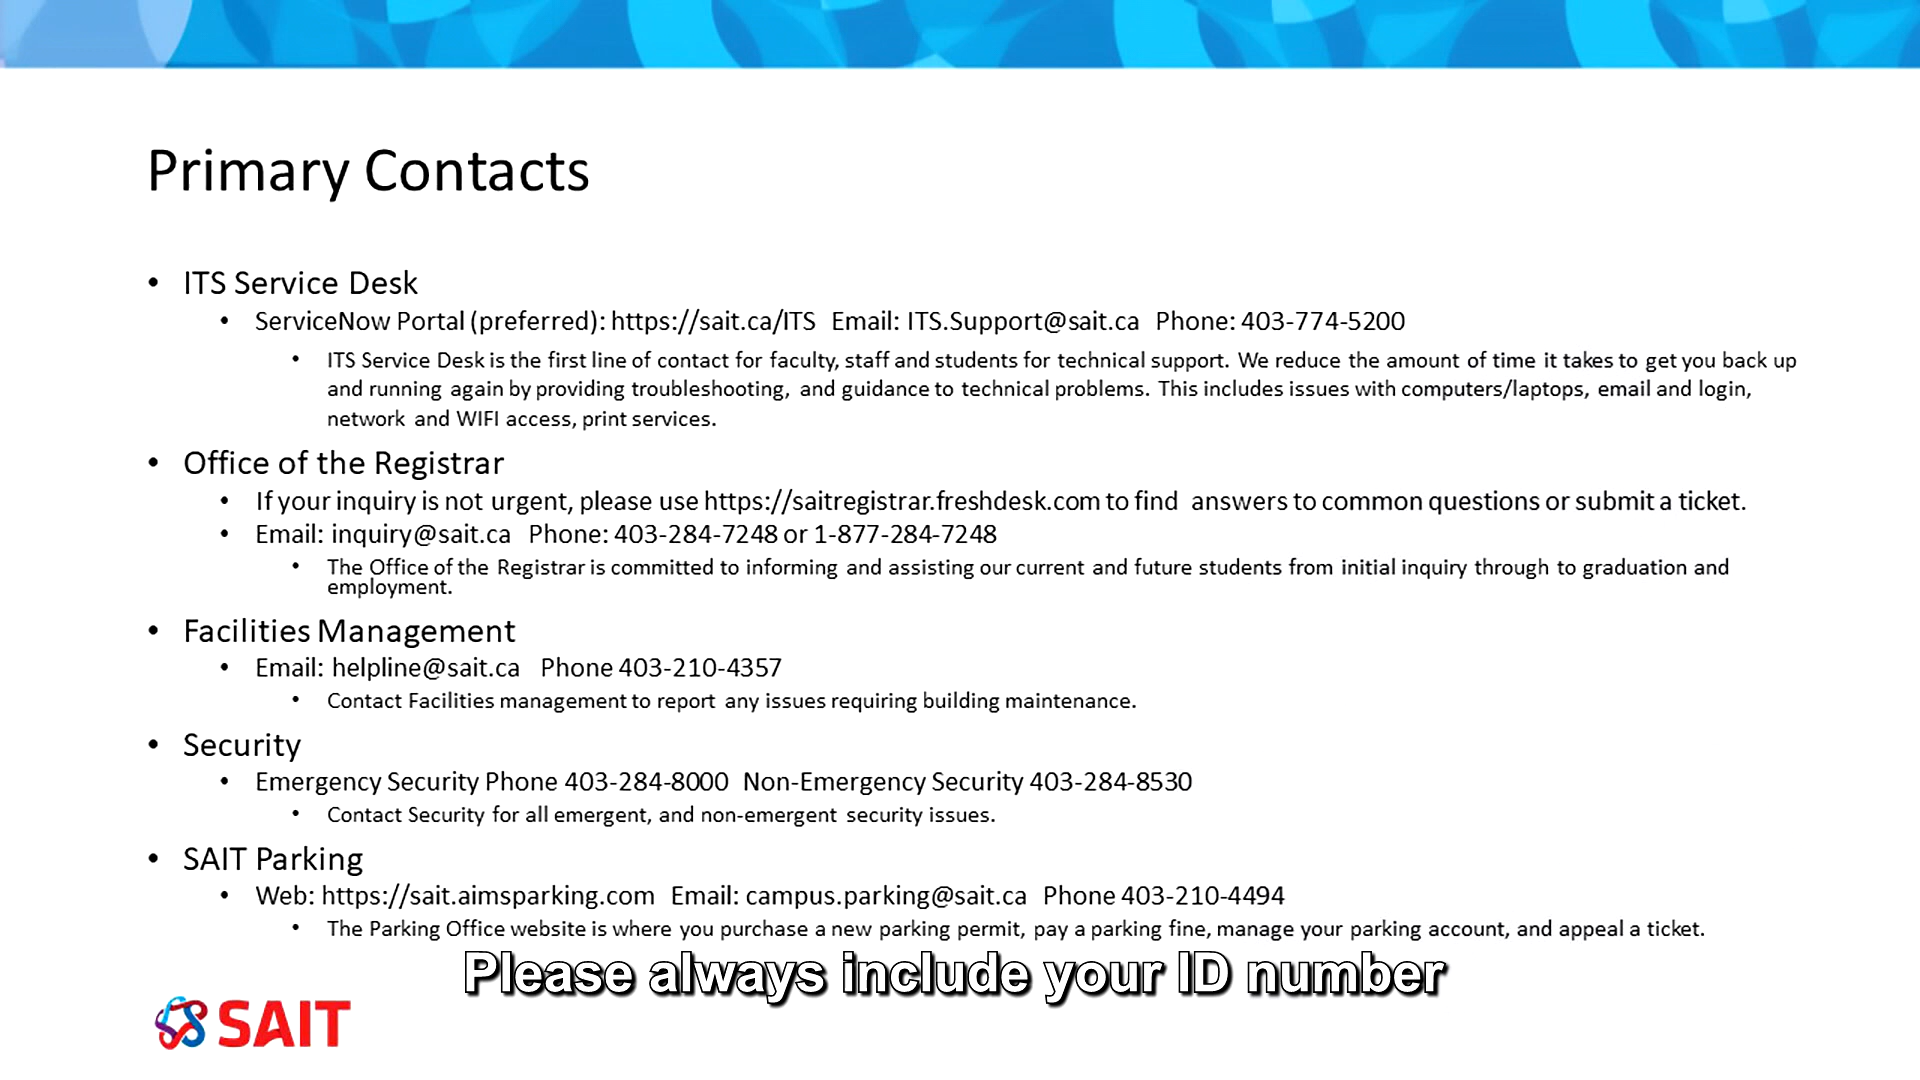 Primary Contacts
• ITS Service Desk
• ServiceNow Portal (preferred): https://sait.ca/ITS Email: ITS.Support@sait.ca Phone: 403-774-5200
• ITS Service Desk is the first line of contact for faculty, staff and students for technical support. We reduce the amount of time it takes to get you back up
and running again by providing troubleshooting, and guidance to technical problems. This includes issues with computers/laptops, email and login,
network and WIFI access, print services.
• Office of the Registrar
• If your inquiry is not urgent, please use https://saitregistrar.freshdesk.com to find answers to common questions or submit a ticket.
• Email: inquiry@sait.ca Phone: 403-284-7248 or 1-877-284-7248
• The Office of the Registrar is committed to informing and assisting our current and future students from initial inquiry through to graduation and
employment.
• Facilities Management
• Email: helpline@sait.ca Phone 403-210-4357
• Contact Facilities management to report any issues requiring building maintenance.
• Security
• Emergency Security Phone 403-284-8000 Non-Emergency Security 403-284-8530
• Contact Security for all emergent, and non-emergent security issues.
• SAIT Parking
• Web: https://sait.aimsparking.com Email: campus.parking@sait.ca Phone 403-210-4494
• The Parking Office website is where you purchase a new parking permit, pay a parking fine, manage your parking account, and appeal a ticket.
Please always include your ID number
SAIT